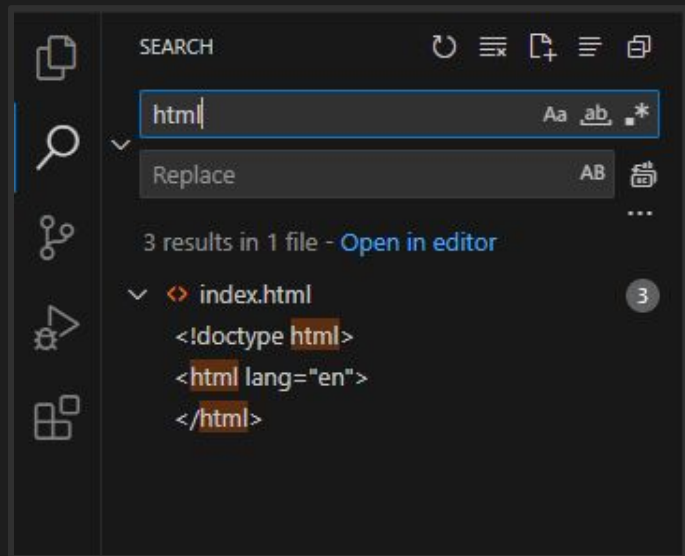 SEARCH
html
Aa ab .*
Replace
AB
...
3 results in 1 file - Open in editor
<> index.html
3
<!doctype html>
<html lang="en">
</html>